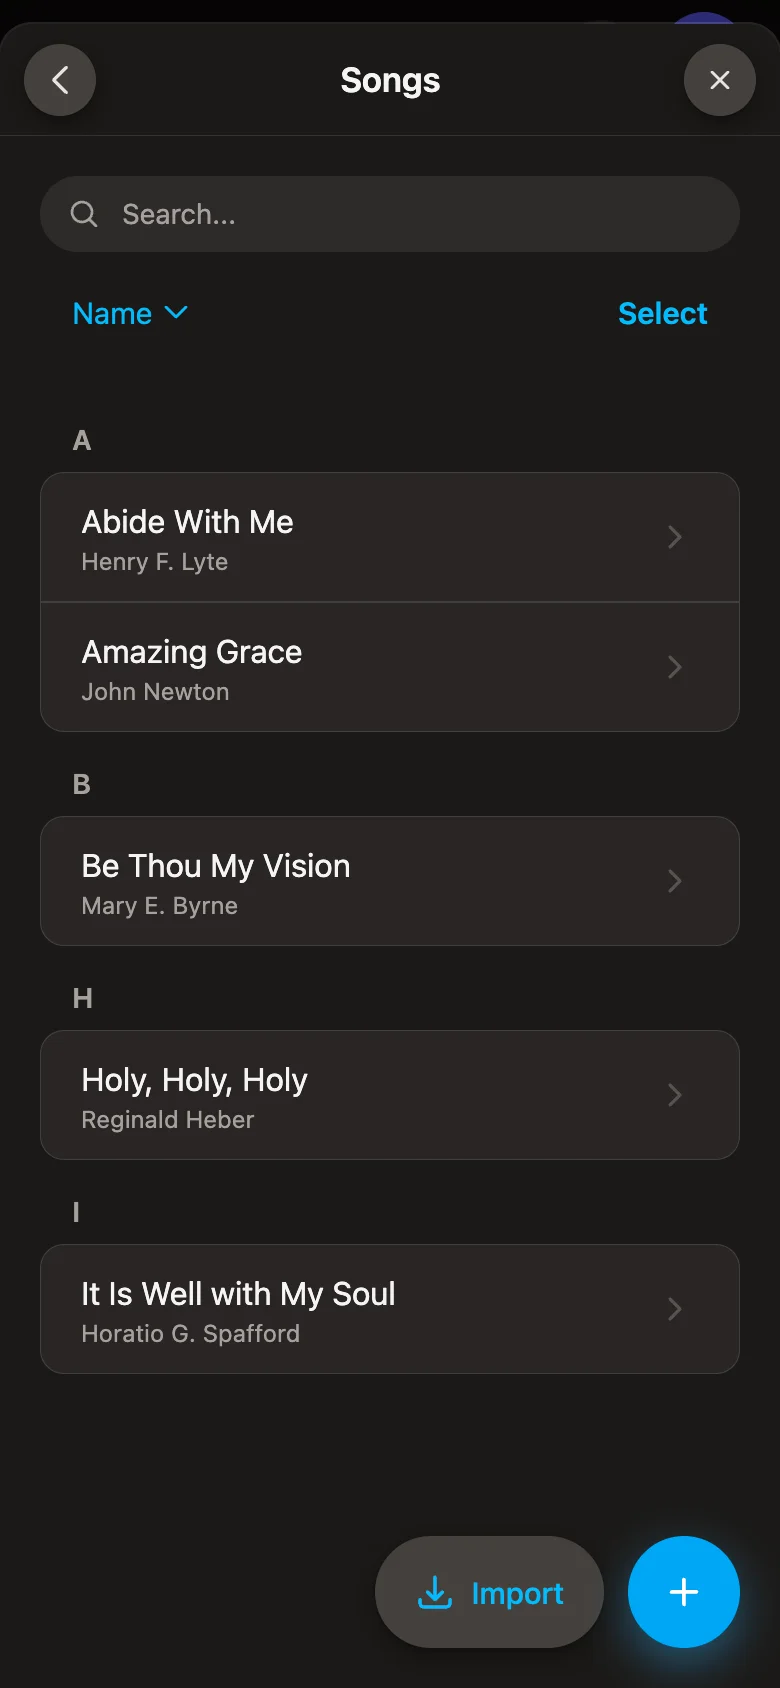 Songs
Search...
Name
Select
A
Abide With Me
Henry F. Lyte
Amazing Grace
John Newton
B
Be Thou My Vision
Mary E. Byrne
H
Holy, Holy, Holy
Reginald Heber
I
It Is Well with My Soul
Horatio G. Spafford
Import